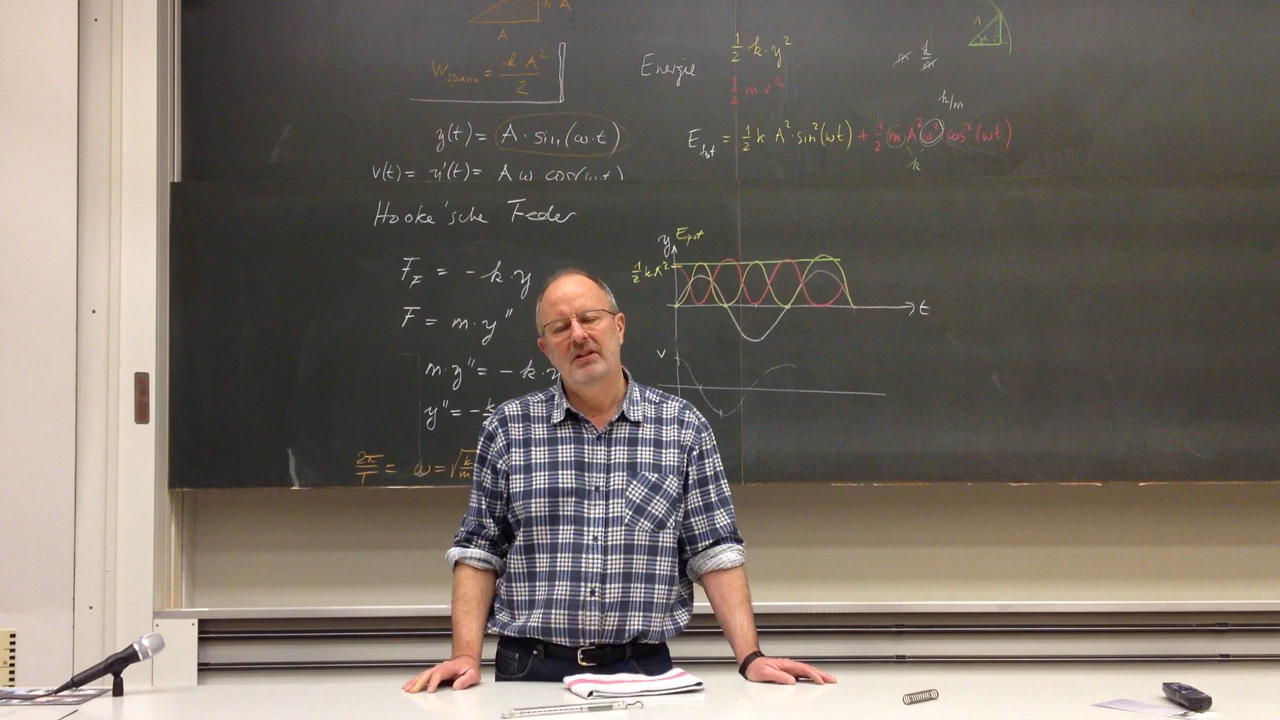 k A
A
W_spann = k·A² / 2
y(t) = A · sin(ω·t)
v(t) = y'(t) = A ω cos(ω·t)
Hooke'sche Feder
F_F = -k·y
F = m·y''
m·y'' = -k·y
y'' = - k
2π/T = ω = √k/m
Energie
½ k·y²
½ m v²
m k/m
k/m
E_tot = ½ k A²·sin²(ωt) + ½ m A² ω² cos²(ωt)
k
y E_pot
½ k A²
t
v